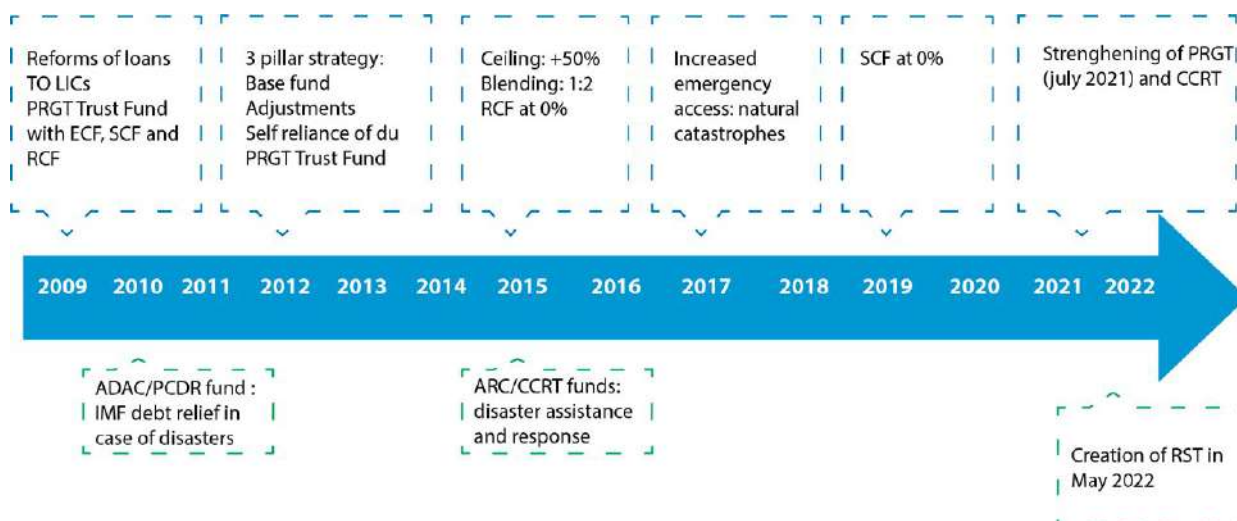 Reforms of loans
TO LICs
PRGT Trust Fund
with ECF, SCF and
RCF
3 pillar strategy:
Base fund
Adjustments
Self reliance of du
PRGT Trust Fund
Ceiling: +50%
Blending: 1:2
RCF at 0%
Increased
emergency
access: natural
catastrophes
SCF at 0%
Strenghening of PRGT
(july 2021) and CCRT
2009 2010 2011 2012 2013 2014 2015 2016 2017 2018 2019 2020 2021 2022
ADAC/PCDR fund :
IMF debt relief in
case of disasters
ARC/CCRT funds:
disaster assistance
and response
Creation of RST in
May 2022